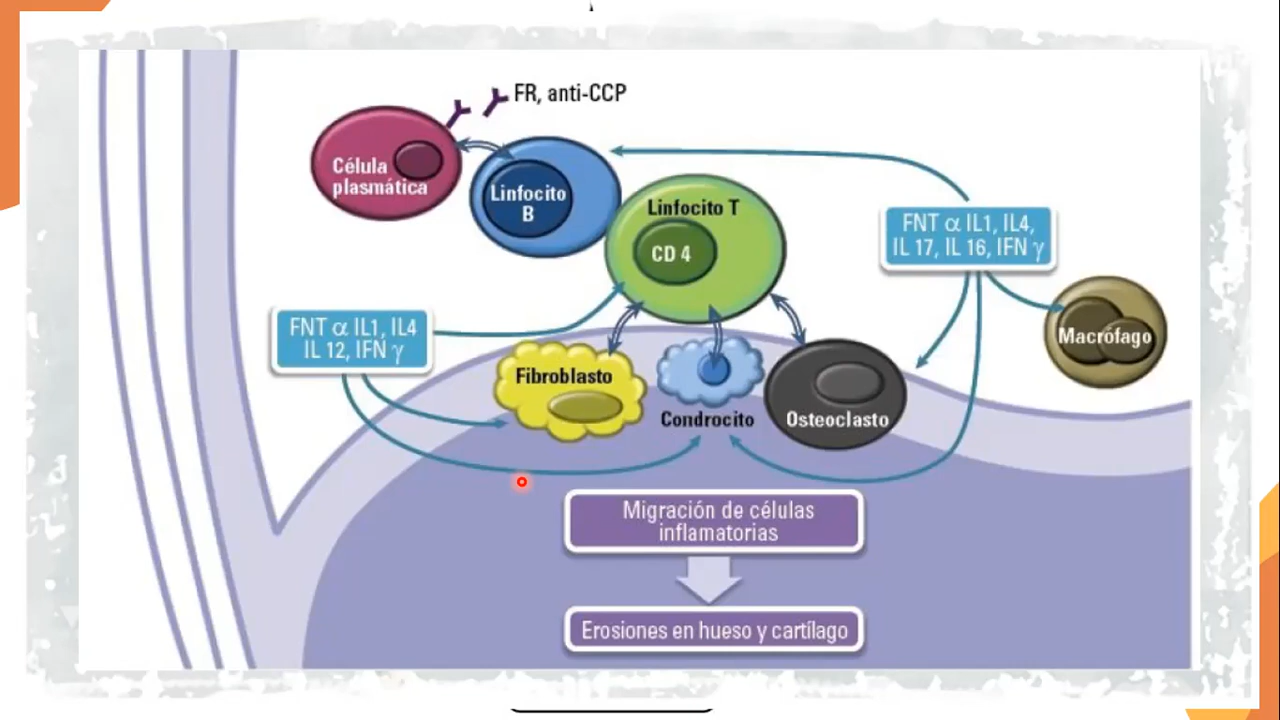 FR, anti-CCP
Célula
plasmática
Linfocito
B
Linfocito T
CD 4
FNT α IL1, IL4,
IL 17, IL 16, IFN γ
Macrófago
FNT α IL1, IL4
IL 12, IFN γ
Fibroblasto
Condrocito
Osteoclasto
Migración de células
inflamatorias
Erosiones en hueso y cartílago